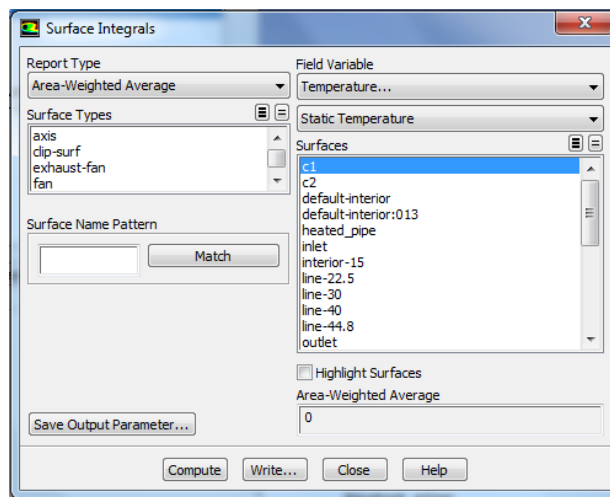 Surface Integrals
Report Type
Area-Weighted Average
Surface Types
axis
clip-surf
exhaust-fan
fan
Surface Name Pattern
Match
Save Output Parameter...
Field Variable
Temperature...
Static Temperature
Surfaces
c1
c2
default-interior
default-interior:013
heated_pipe
inlet
interior-15
line-22.5
line-30
line-40
line-44.8
outlet
Highlight Surfaces
Area-Weighted Average
0
Compute Write... Close Help